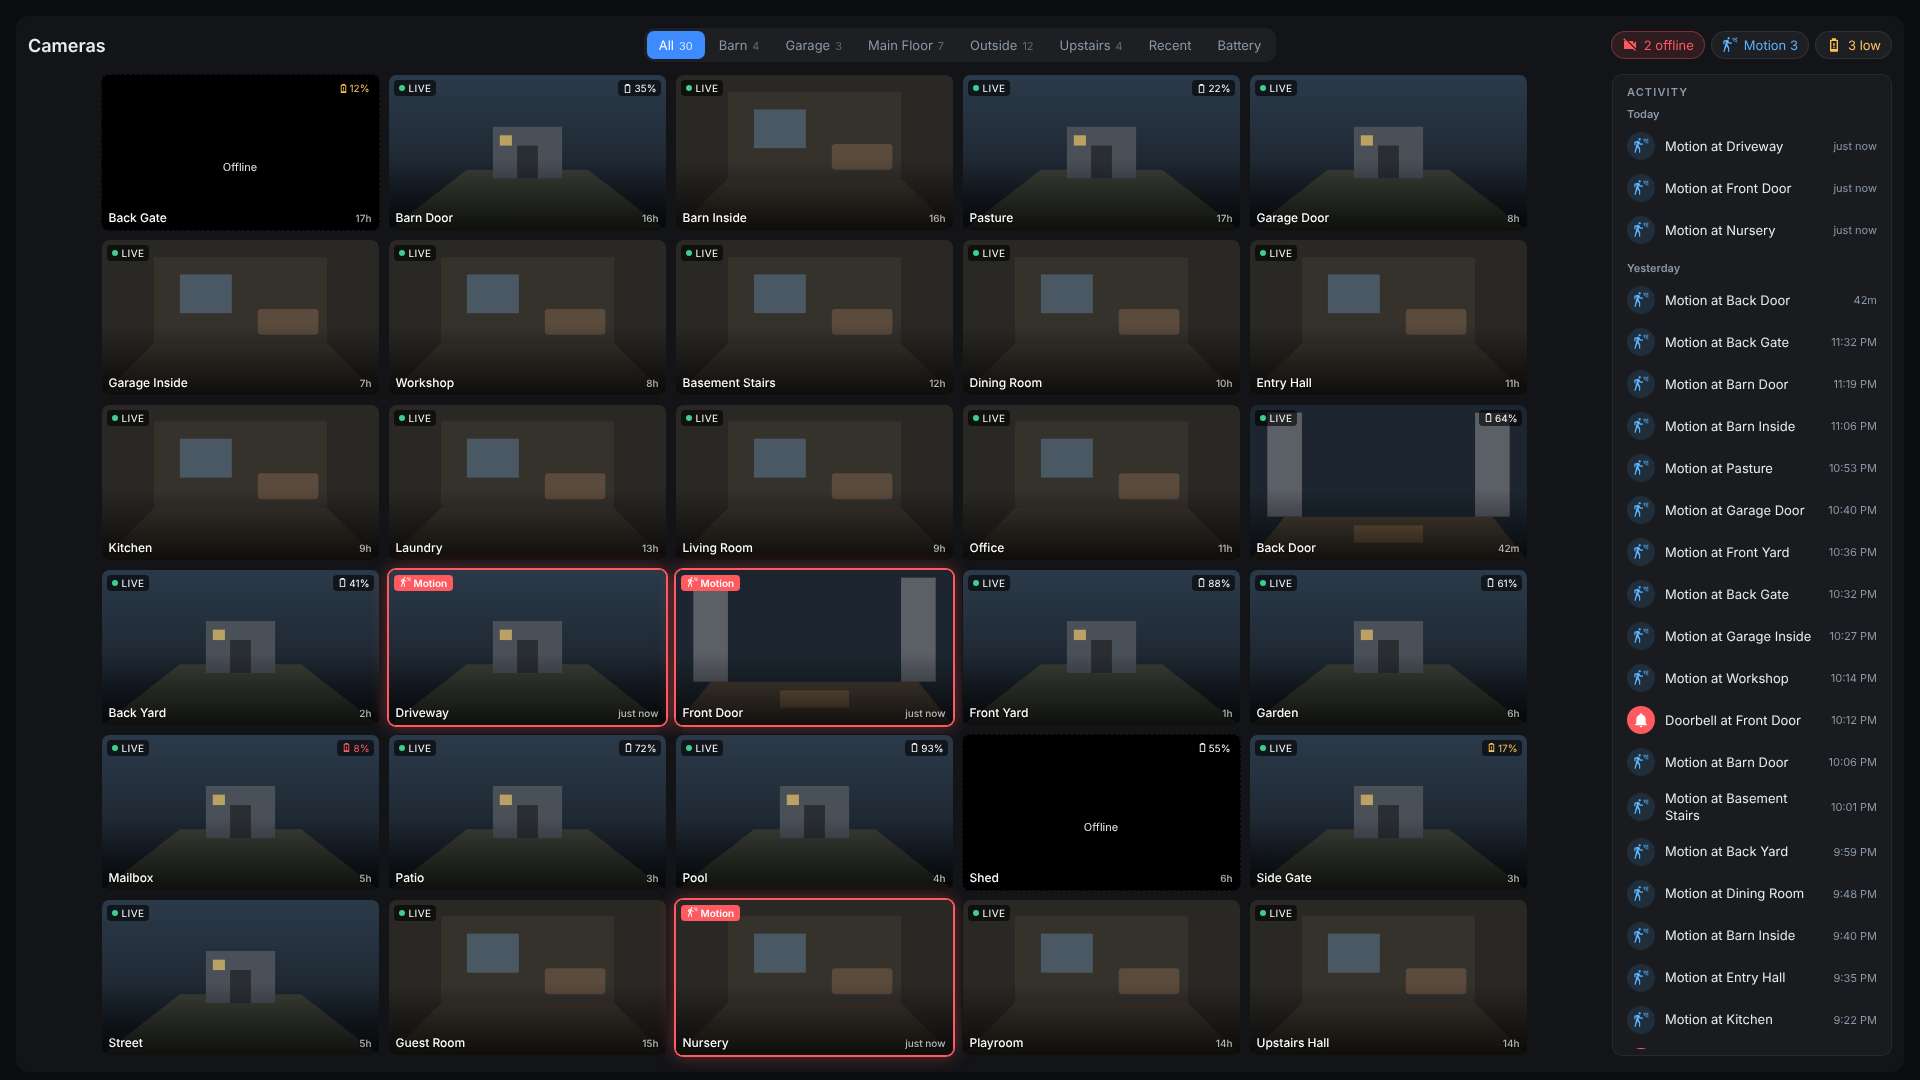 Cameras
All 30
Barn 4
Garage 3
Main Floor 7
Outside 12
Upstairs 4
Recent
Battery
2 offline
Motion 3
3 low
12%
Offline
Back Gate 17h
LIVE 35%
Barn Door 16h
LIVE
Barn Inside 16h
LIVE 22%
Pasture 17h
LIVE
Garage Door 8h
LIVE
Garage Inside 7h
LIVE
Workshop 8h
LIVE
Basement Stairs 12h
LIVE
Dining Room 10h
LIVE
Entry Hall 11h
LIVE
Kitchen 9h
LIVE
Laundry 13h
LIVE
Living Room 9h
LIVE
Office 11h
LIVE 64%
Back Door 42m
LIVE 41%
Back Yard 2h
Motion
Driveway just now
Motion
Front Door just now
LIVE 88%
Front Yard 1h
LIVE 61%
Garden 6h
LIVE 8%
Mailbox 5h
LIVE 72%
Patio 3h
LIVE 93%
Pool 4h
55%
Offline
Shed 6h
LIVE 17%
Side Gate 3h
LIVE
Street 5h
LIVE
Guest Room 15h
Motion
Nursery just now
LIVE
Playroom 14h
LIVE
Upstairs Hall 14h
ACTIVITY
Today
Motion at Driveway just now
Motion at Front Door just now
Motion at Nursery just now
Yesterday
Motion at Back Door 42m
Motion at Back Gate 11:32 PM
Motion at Barn Door 11:19 PM
Motion at Barn Inside 11:06 PM
Motion at Pasture 10:53 PM
Motion at Garage Door 10:40 PM
Motion at Front Yard 10:36 PM
Motion at Back Gate 10:32 PM
Motion at Garage Inside 10:27 PM
Motion at Workshop 10:14 PM
Doorbell at Front Door 10:12 PM
Motion at Barn Door 10:06 PM
Motion at Basement
Stairs 10:01 PM
Motion at Back Yard 9:59 PM
Motion at Dining Room 9:48 PM
Motion at Barn Inside 9:40 PM
Motion at Entry Hall 9:35 PM
Motion at Kitchen 9:22 PM